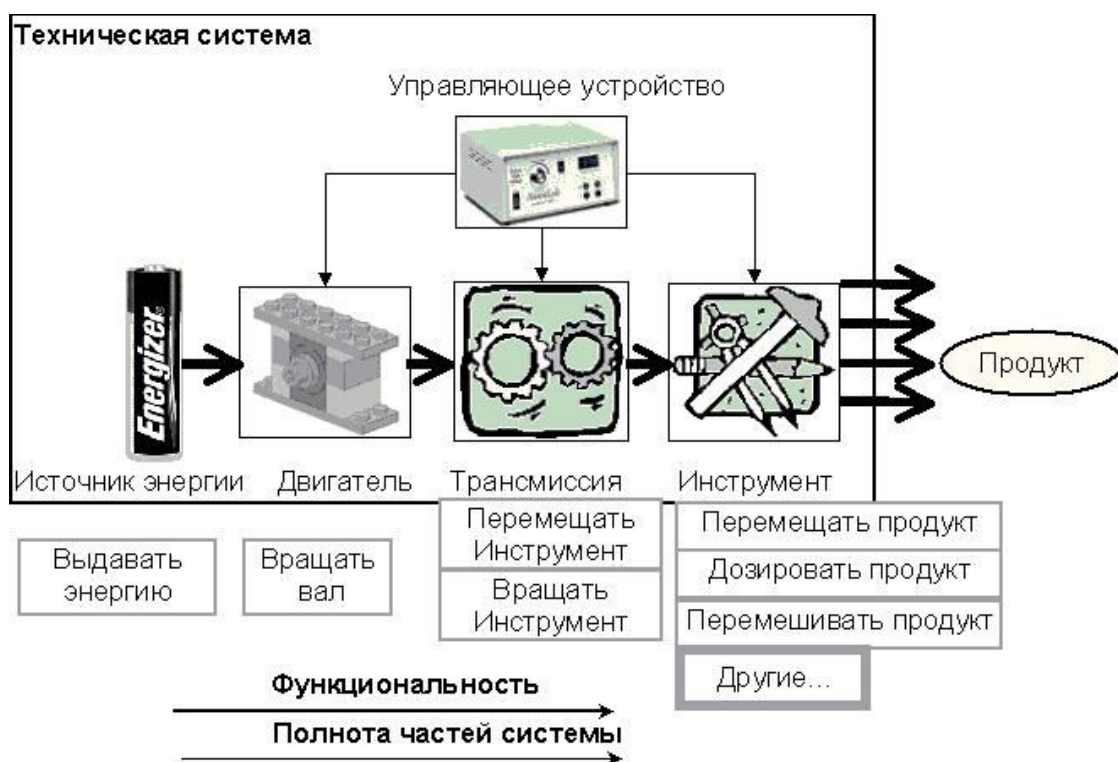 Техническая система
Управляющее устройство
Energizer
Продукт
Источник энергии
Двигатель
Трансмиссия
Инструмент
Выдавать
энергию
Вращать
вал
Перемещать
Инструмент
Вращать
Инструмент
Перемещать продукт
Дозировать продукт
Перемешивать продукт
Другие...
Функциональность
Полнота частей системы